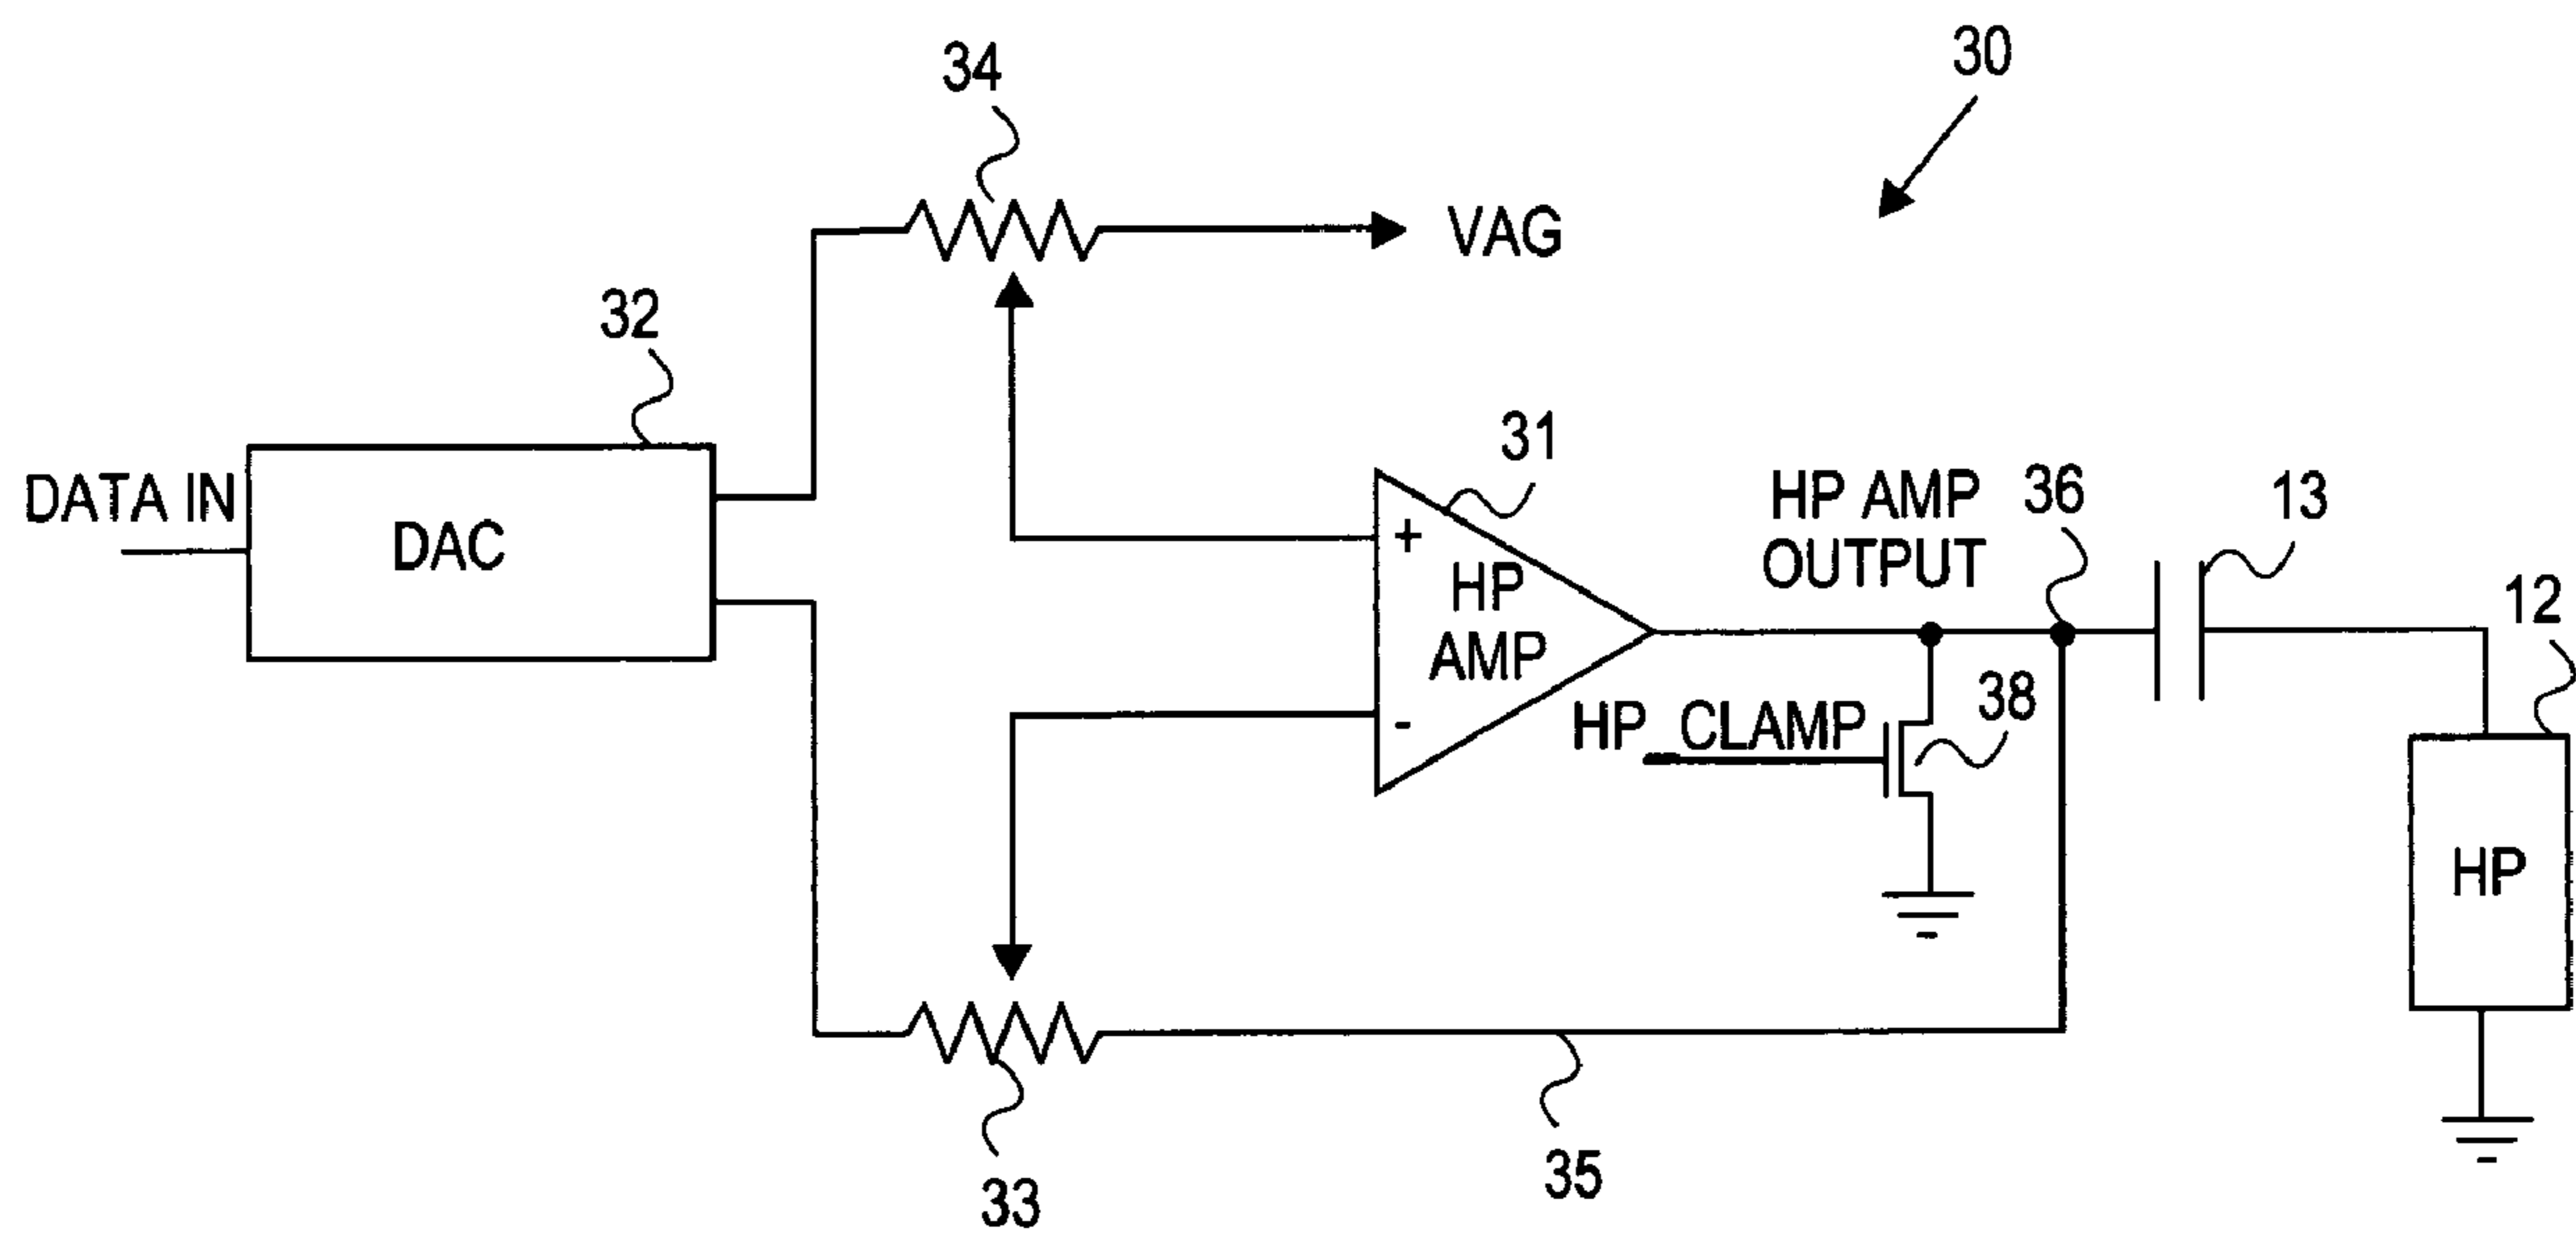 30
34
VAG
32
DATA IN
DAC
31
+
HP
AMP
-
HP AMP
OUTPUT
36
13
12
HP_CLAMP
38
HP
33
35